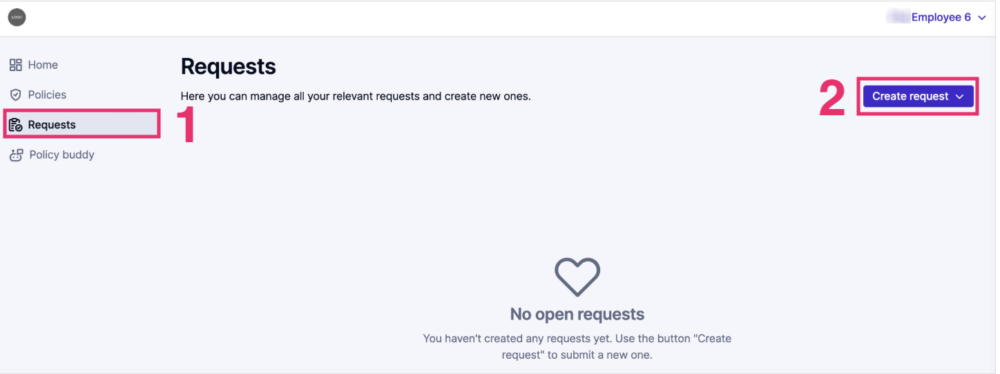 LOGO
Employee 6
Home
Policies
Requests
Policy buddy
1
Requests
Here you can manage all your relevant requests and create new ones.
2
Create request
No open requests
You haven't created any requests yet. Use the button "Create
request" to submit a new one.